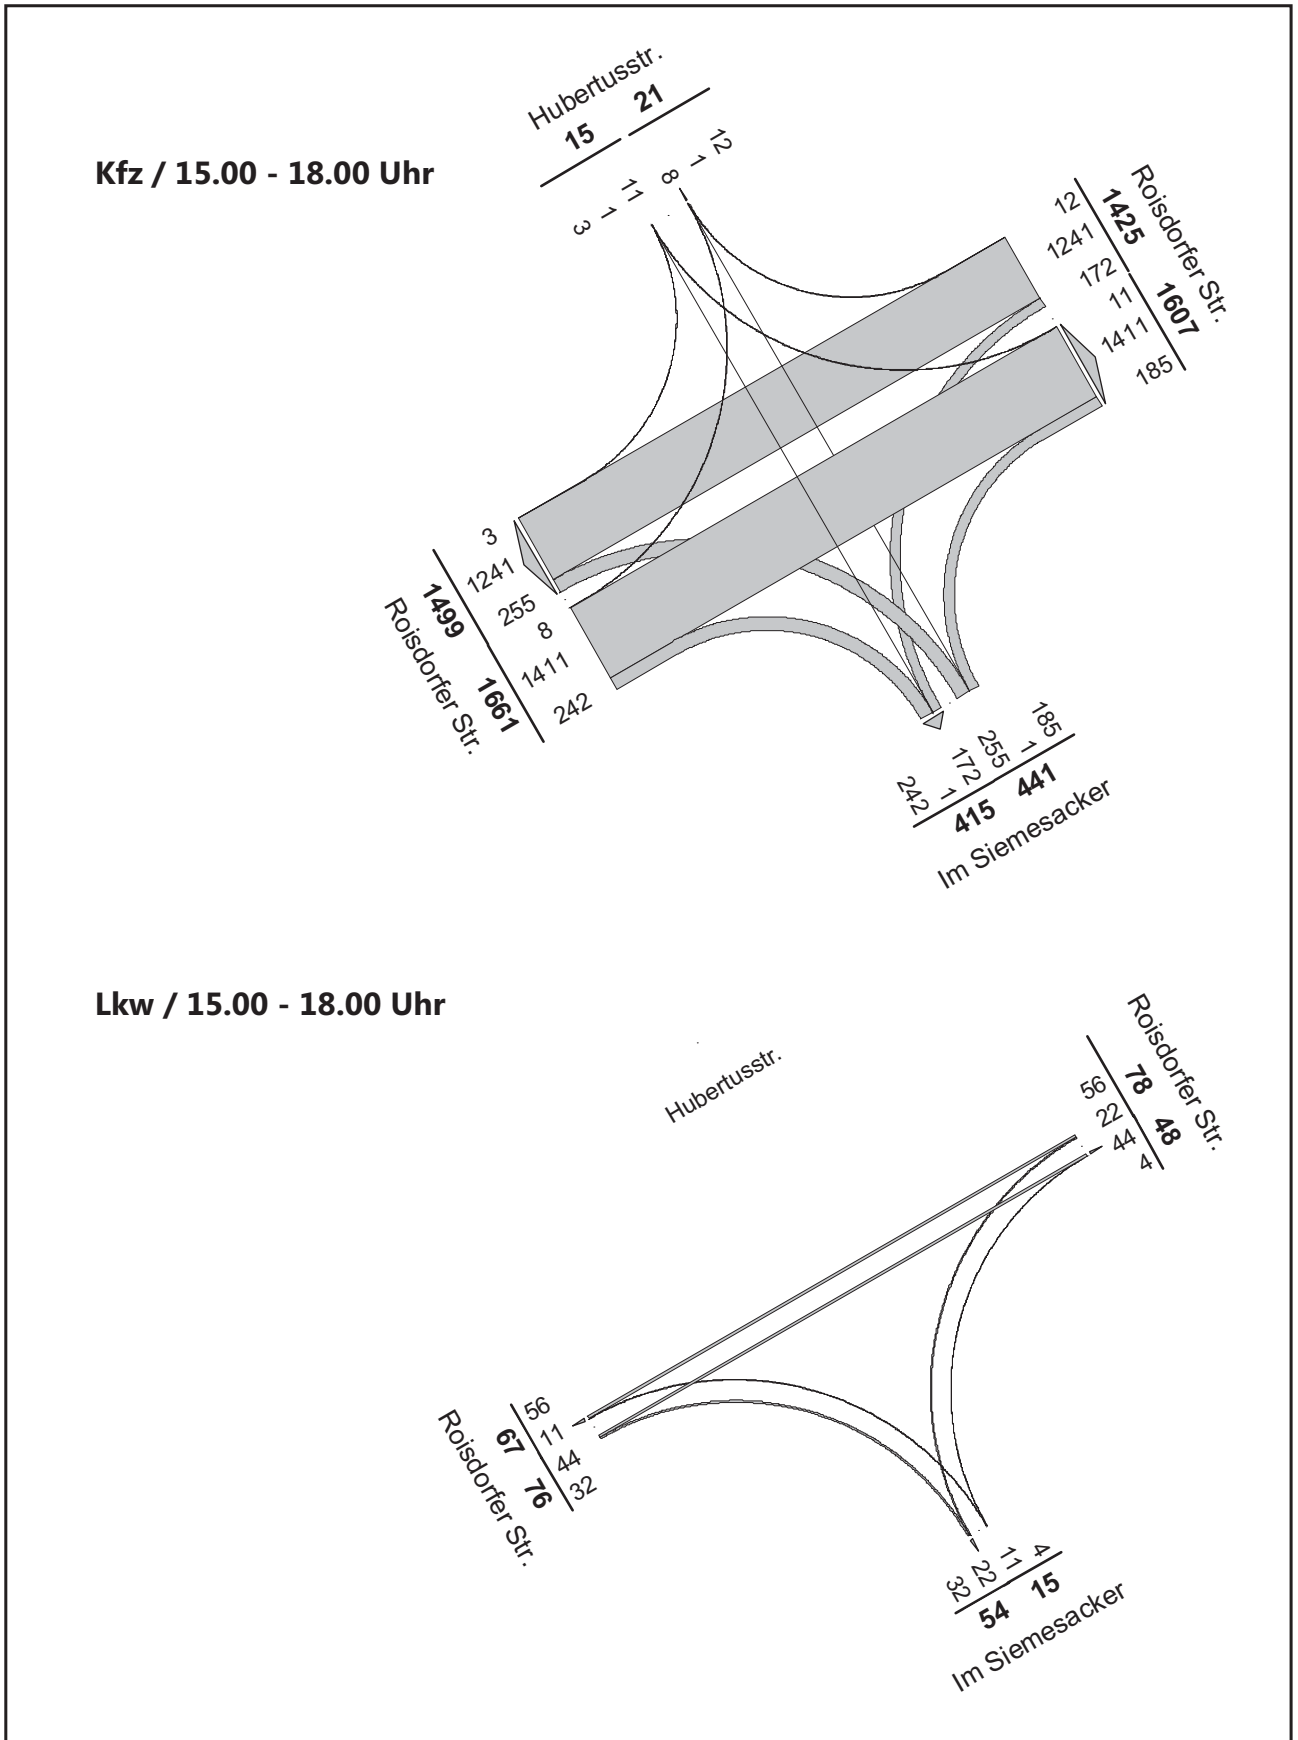 Kfz / 15.00 - 18.00 Uhr
Hubertusstr.
15 21
3 1 11 8 1 12
Roisdorfer Str.
1425 1607
12
1241
172
11
1411
185
3
1241
255
8
1411
242
1499 1661
Roisdorfer Str.
242 1 172 255 1 185
415 441
Im Siemesacker
Lkw / 15.00 - 18.00 Uhr
Hubertusstr.
Roisdorfer Str.
78 48
56
22
44
4
56
11
44
32
67 76
Roisdorfer Str.
32 22 11 4
54 15
Im Siemesacker